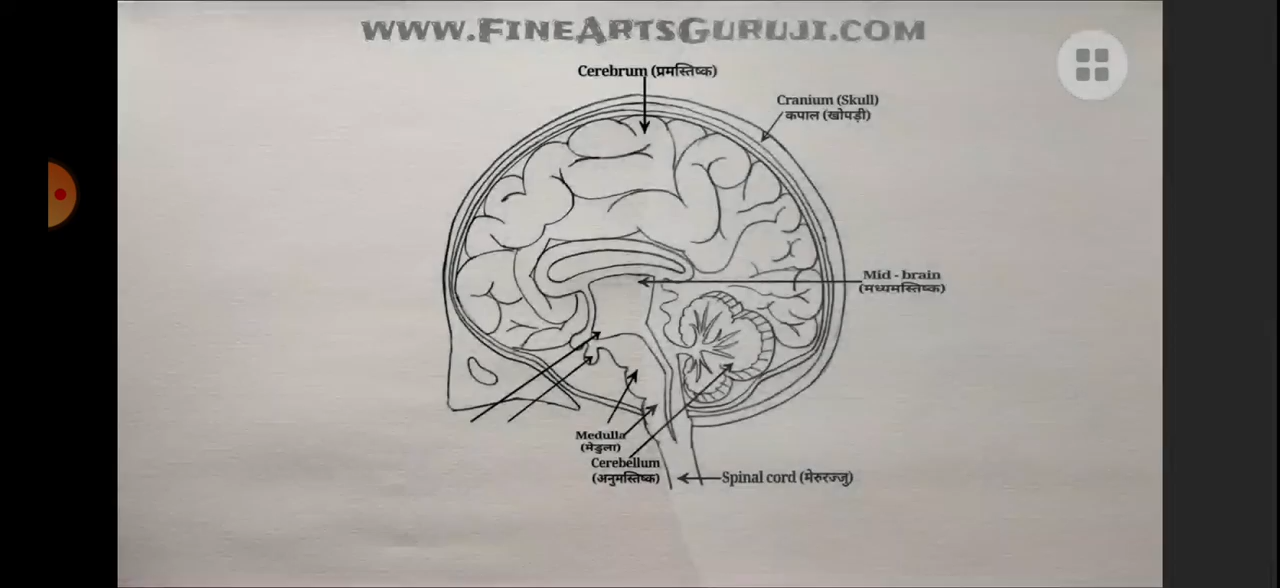 WWW.FINEARTSGURUJI.COM
Cerebrum (प्रमस्तिष्क)
Cranium (Skull)
कपाल (खोपड़ी)
Mid - brain
(मध्यमस्तिष्क)
Medulla
(मेडुला)
Cerebellum
(अनुमस्तिष्क)
Spinal cord (मेरुरज्जु)